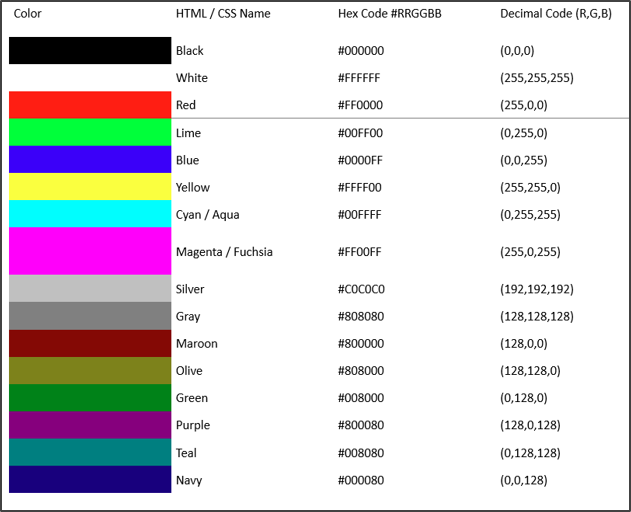 Color HTML / CSS Name Hex Code #RRGGBB Decimal Code (R,G,B)
Black #000000 (0,0,0)
White #FFFFFF (255,255,255)
Red #FF0000 (255,0,0)
Lime #00FF00 (0,255,0)
Blue #0000FF (0,0,255)
Yellow #FFFF00 (255,255,0)
Cyan / Aqua #00FFFF (0,255,255)
Magenta / Fuchsia #FF00FF (255,0,255)
Silver #C0C0C0 (192,192,192)
Gray #808080 (128,128,128)
Maroon #800000 (128,0,0)
Olive #808000 (128,128,0)
Green #008000 (0,128,0)
Purple #800080 (128,0,128)
Teal #008080 (0,128,128)
Navy #000080 (0,0,128)